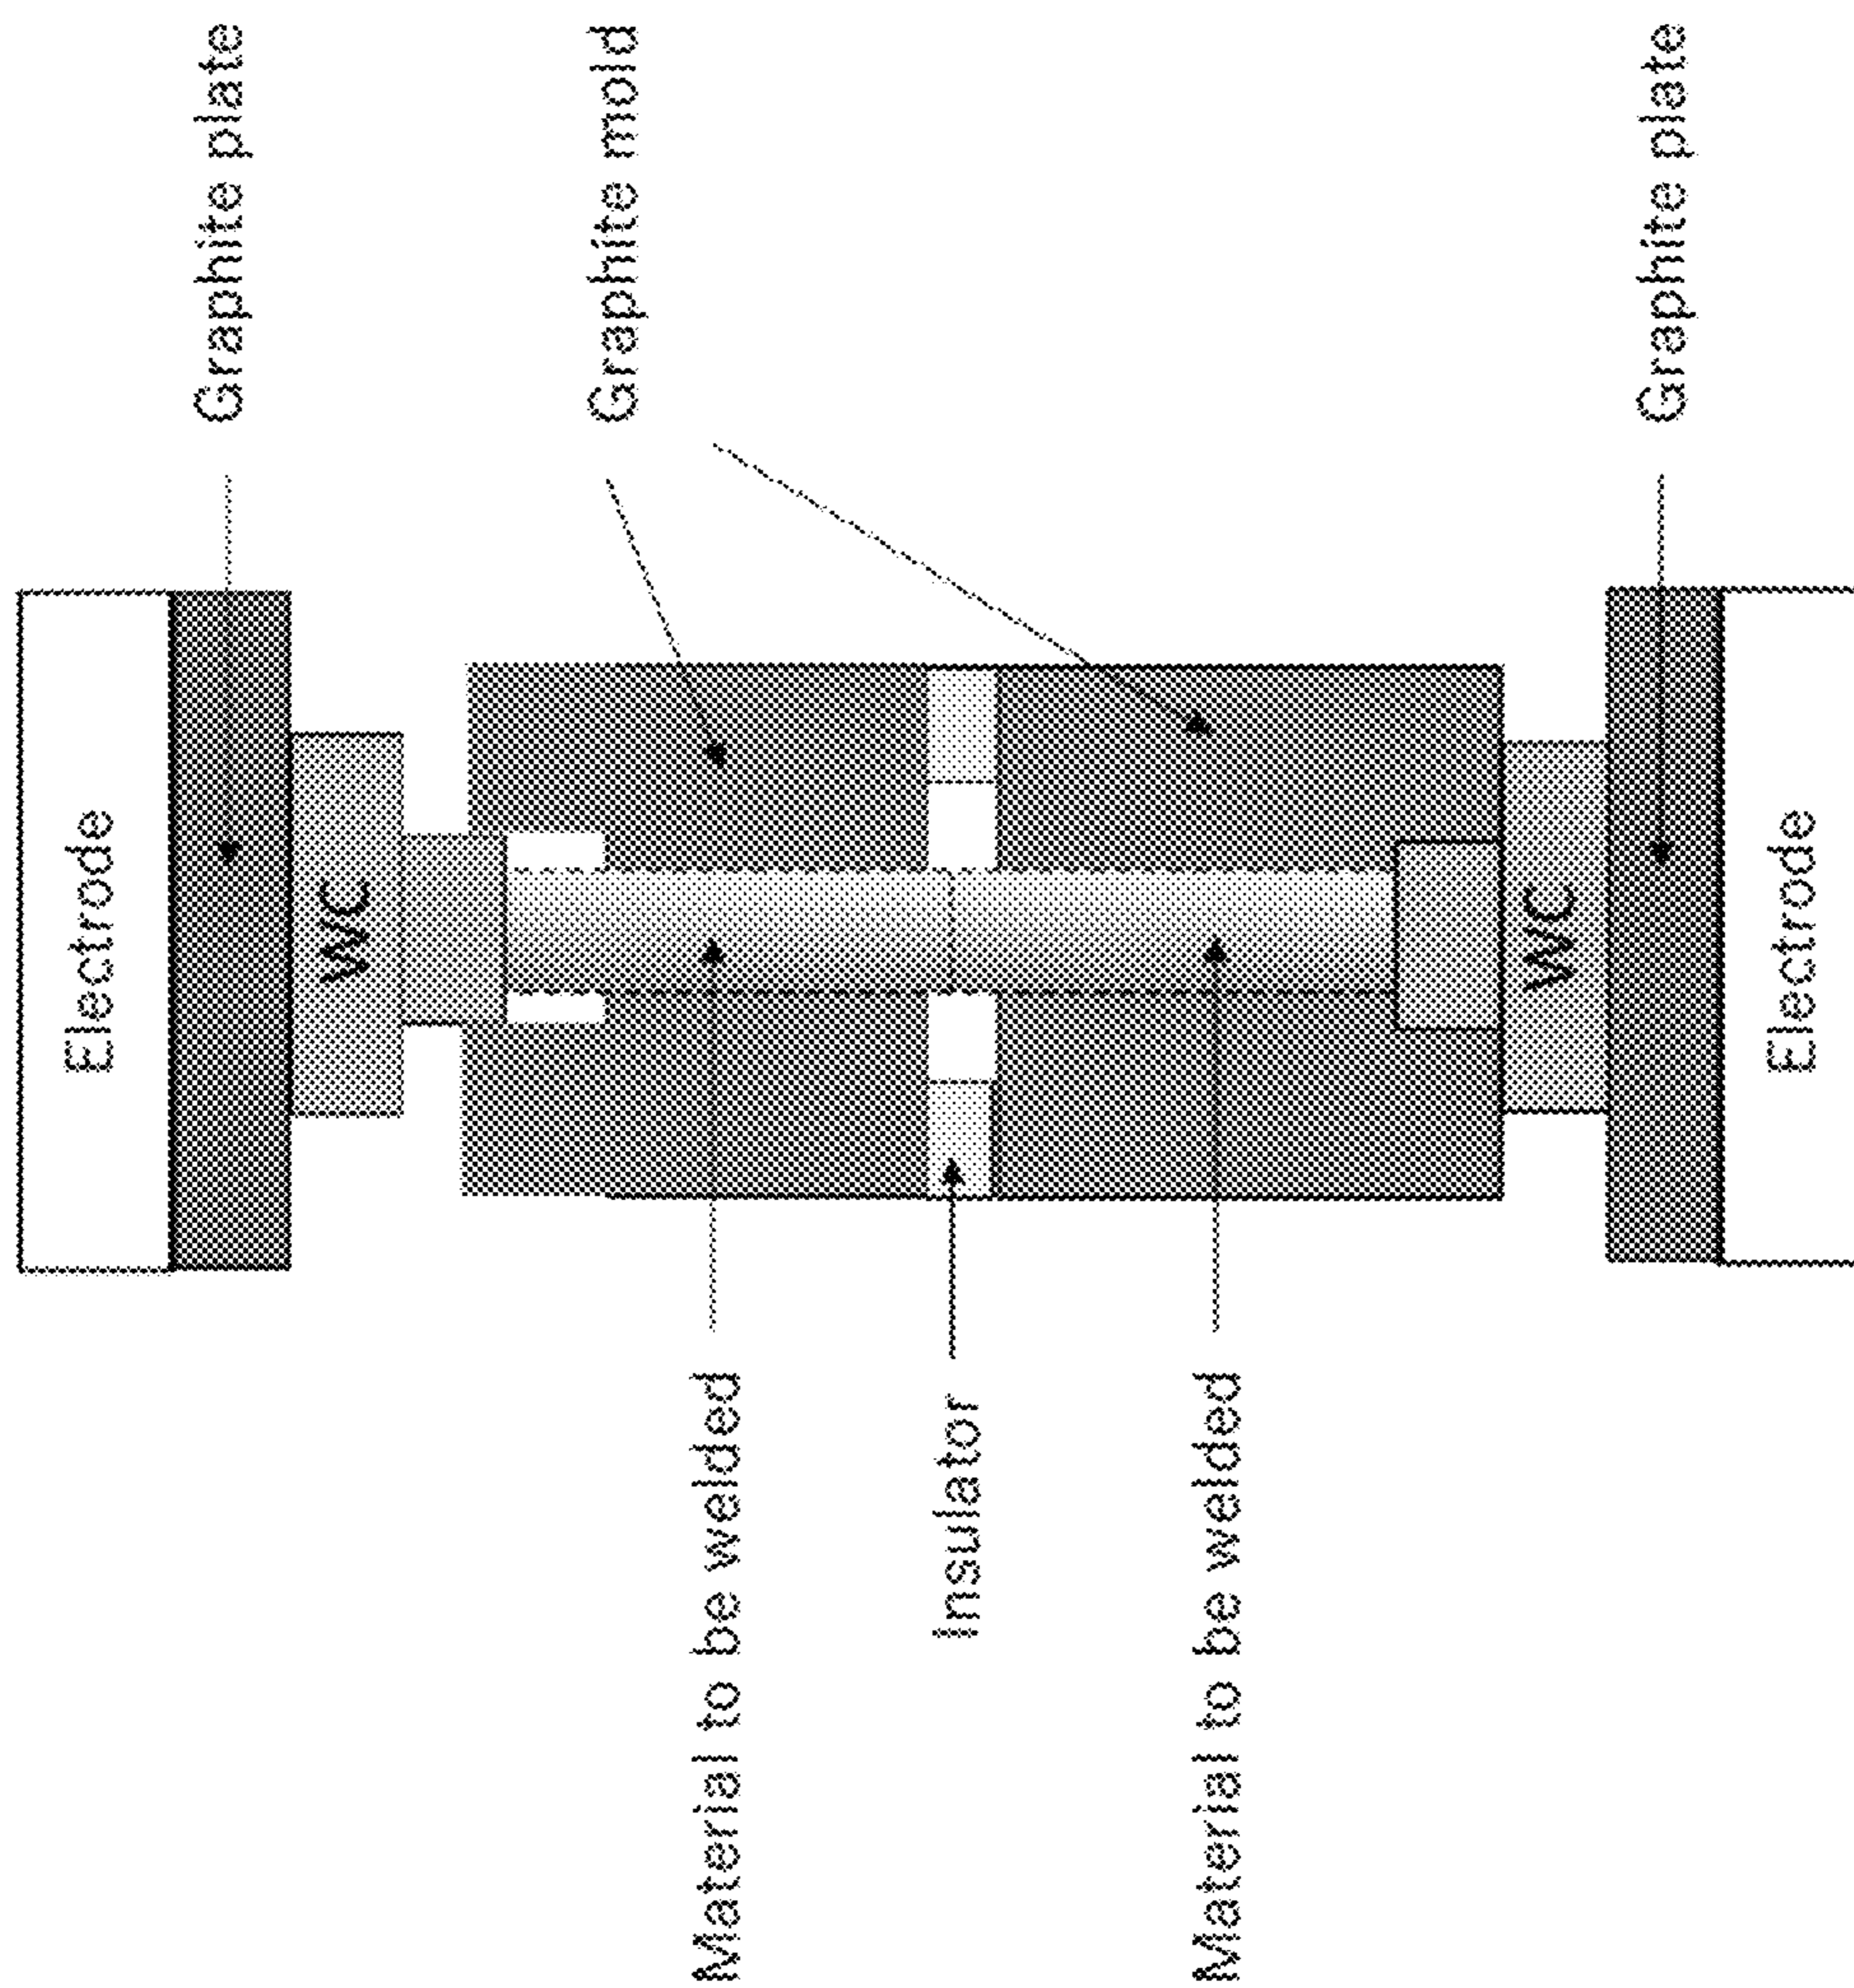 Graphite plate
Graphite mold
Graphite plate
Electrode
WC
WC
Electrode
Material to be welded
Insulator
Material to be welded